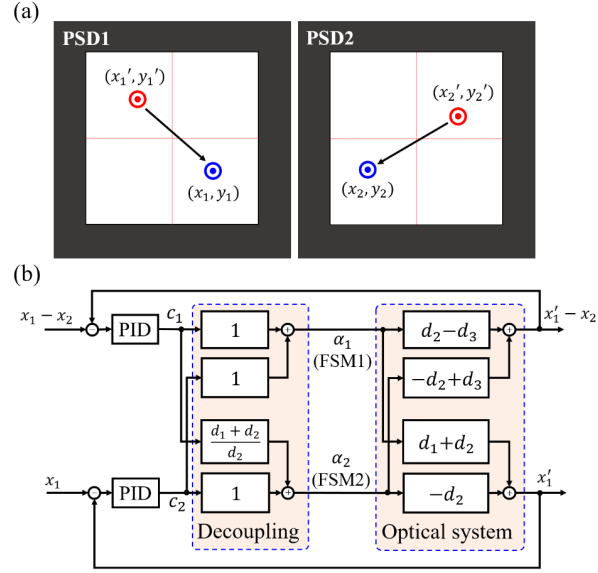 (a)
PSD1
(x₁′, y₁′)
(x₁, y₁)
PSD2
(x₂′, y₂′)
(x₂, y₂)
(b)
x₁ − x₂
PID
c₁
1
α₁
(FSM1)
d₂−d₃
x₁′ − x₂
1
−d₂+d₃
d₁ + d₂
d₂
α₂
(FSM2)
d₁+d₂
x₁
PID
c₂
1
−d₂
x₁′
Decoupling
Optical system